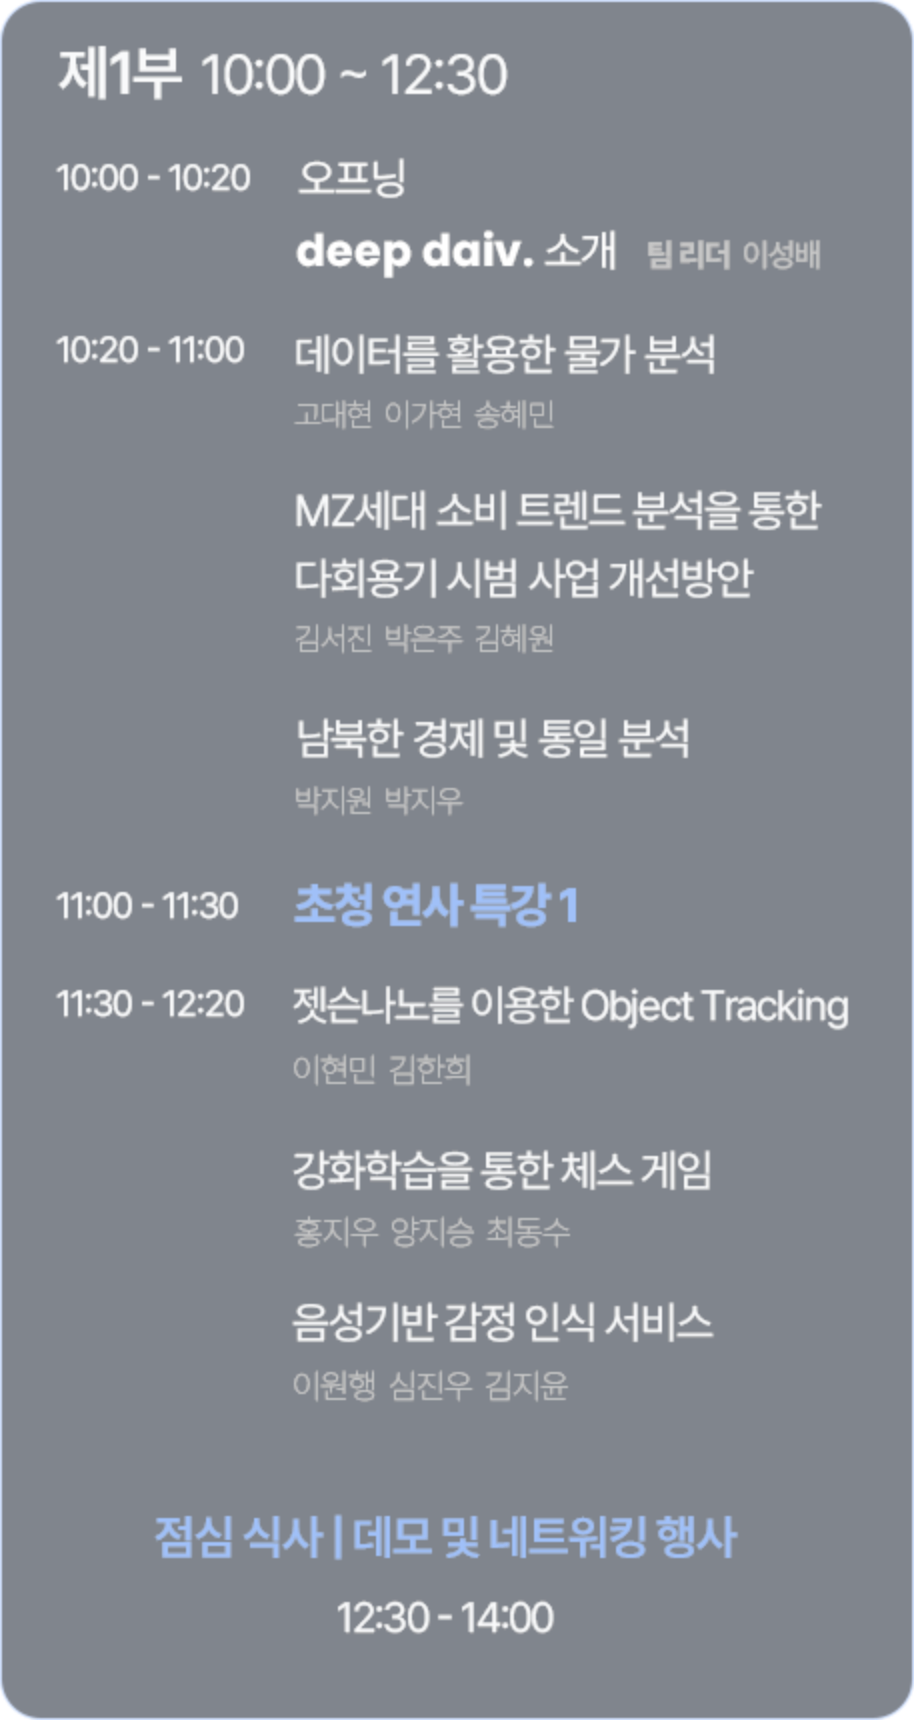 제1부 10:00 ~ 12:30
10:00 - 10:20 오프닝
deep daiv. 소개 팀 리더 이성배
10:20 - 11:00 데이터를 활용한 물가 분석
고대현 이가현 송혜민
MZ세대 소비 트렌드 분석을 통한
다회용기 시범 사업 개선방안
김서진 박은주 김혜원
남북한 경제 및 통일 분석
박지원 박지우
11:00 - 11:30 초청 연사 특강 1
11:30 - 12:20 젯슨나노를 이용한 Object Tracking
이현민 김한희
강화학습을 통한 체스 게임
홍지우 양지승 최동수
음성기반 감정 인식 서비스
이원행 심진우 김지윤
점심 식사 | 데모 및 네트워킹 행사
12:30 - 14:00